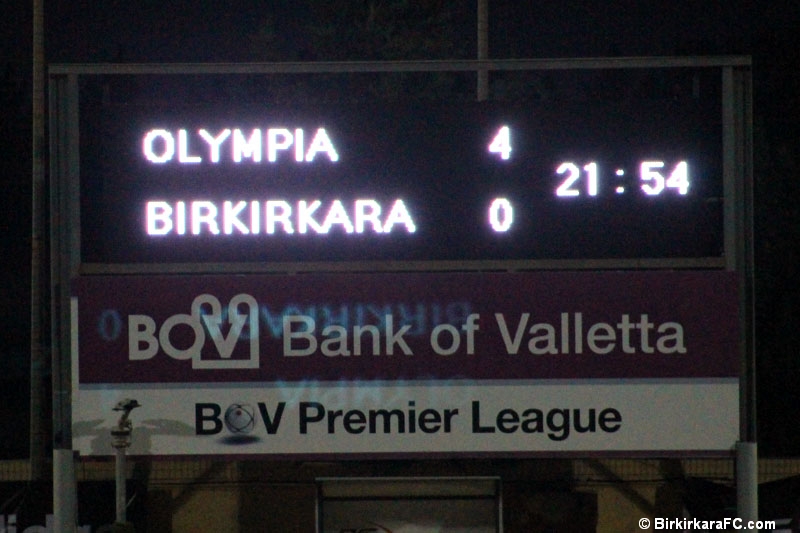 OLYMPIA 4
BIRKIRKARA 0
21 : 54
BOV Bank of Valletta
BOV Premier League
© BirkirkaraFC.com